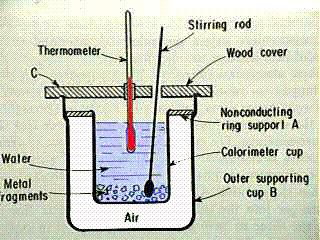 Stirring rod
Thermometer
Wood cover
C
Nonconducting
ring support A
Water
Calorimeter cup
Metal
fragments
Outer supporting
cup B
Air